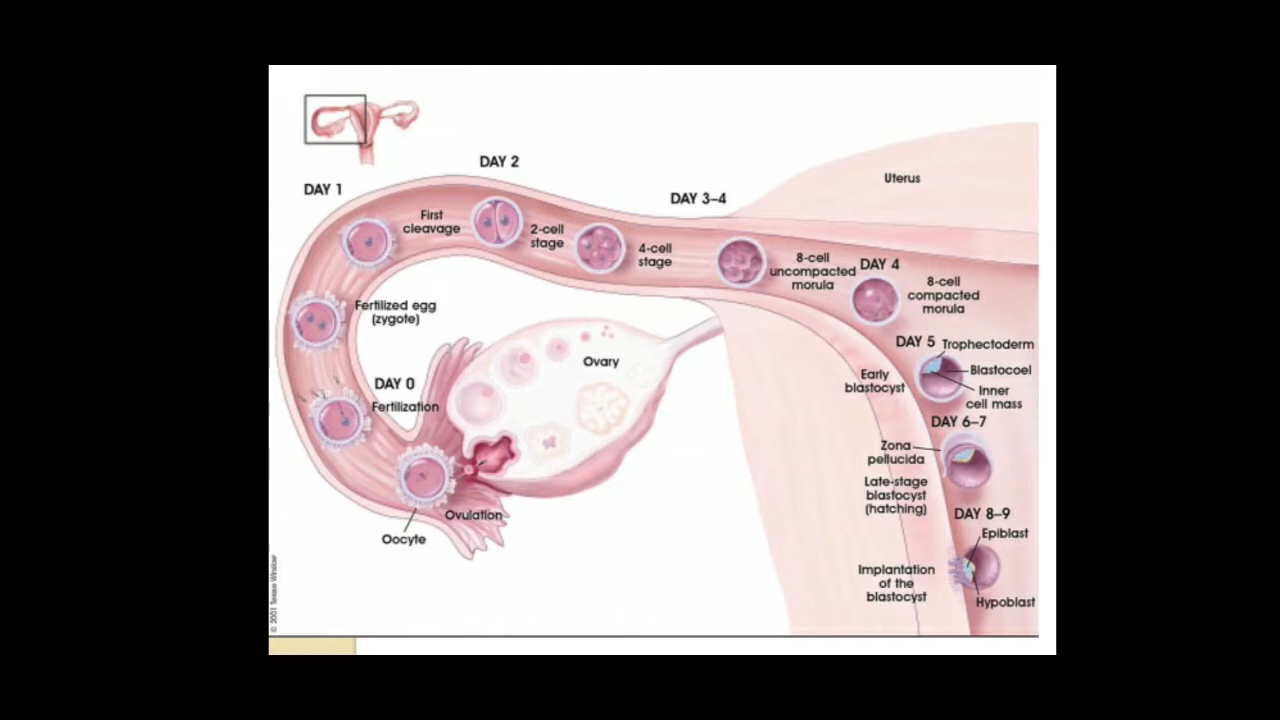 DAY 1
DAY 2
DAY 3–4
Uterus
First
cleavage
2-cell
stage
4-cell
stage
8-cell
uncompacted
morula
DAY 4
8-cell
compacted
morula
Fertilized egg
(zygote)
DAY 0
Fertilization
Ovary
DAY 5
Trophectoderm
Early
blastocyst
Blastocoel
Inner
cell mass
DAY 6–7
Zona
pellucida
Late-stage
blastocyst
(hatching)
Ovulation
Oocyte
DAY 8–9
Epiblast
Implantation
of the
blastocyst
Hypoblast
© 2001 Terese Winslow